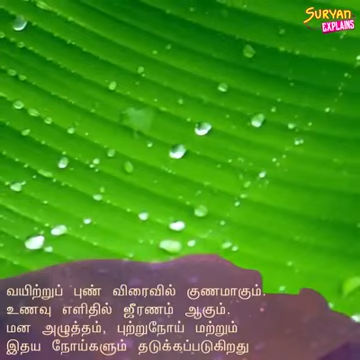 SURYAN
EXPLAINS
வயிற்றுப் புண் விரைவில் குணமாகும்.
உணவு எளிதில் ஜீரணம் ஆகும்.
மன அழுத்தம், புற்றுநோய் மற்றும்
இதய நோய்களும் தடுக்கப்படுகிறது